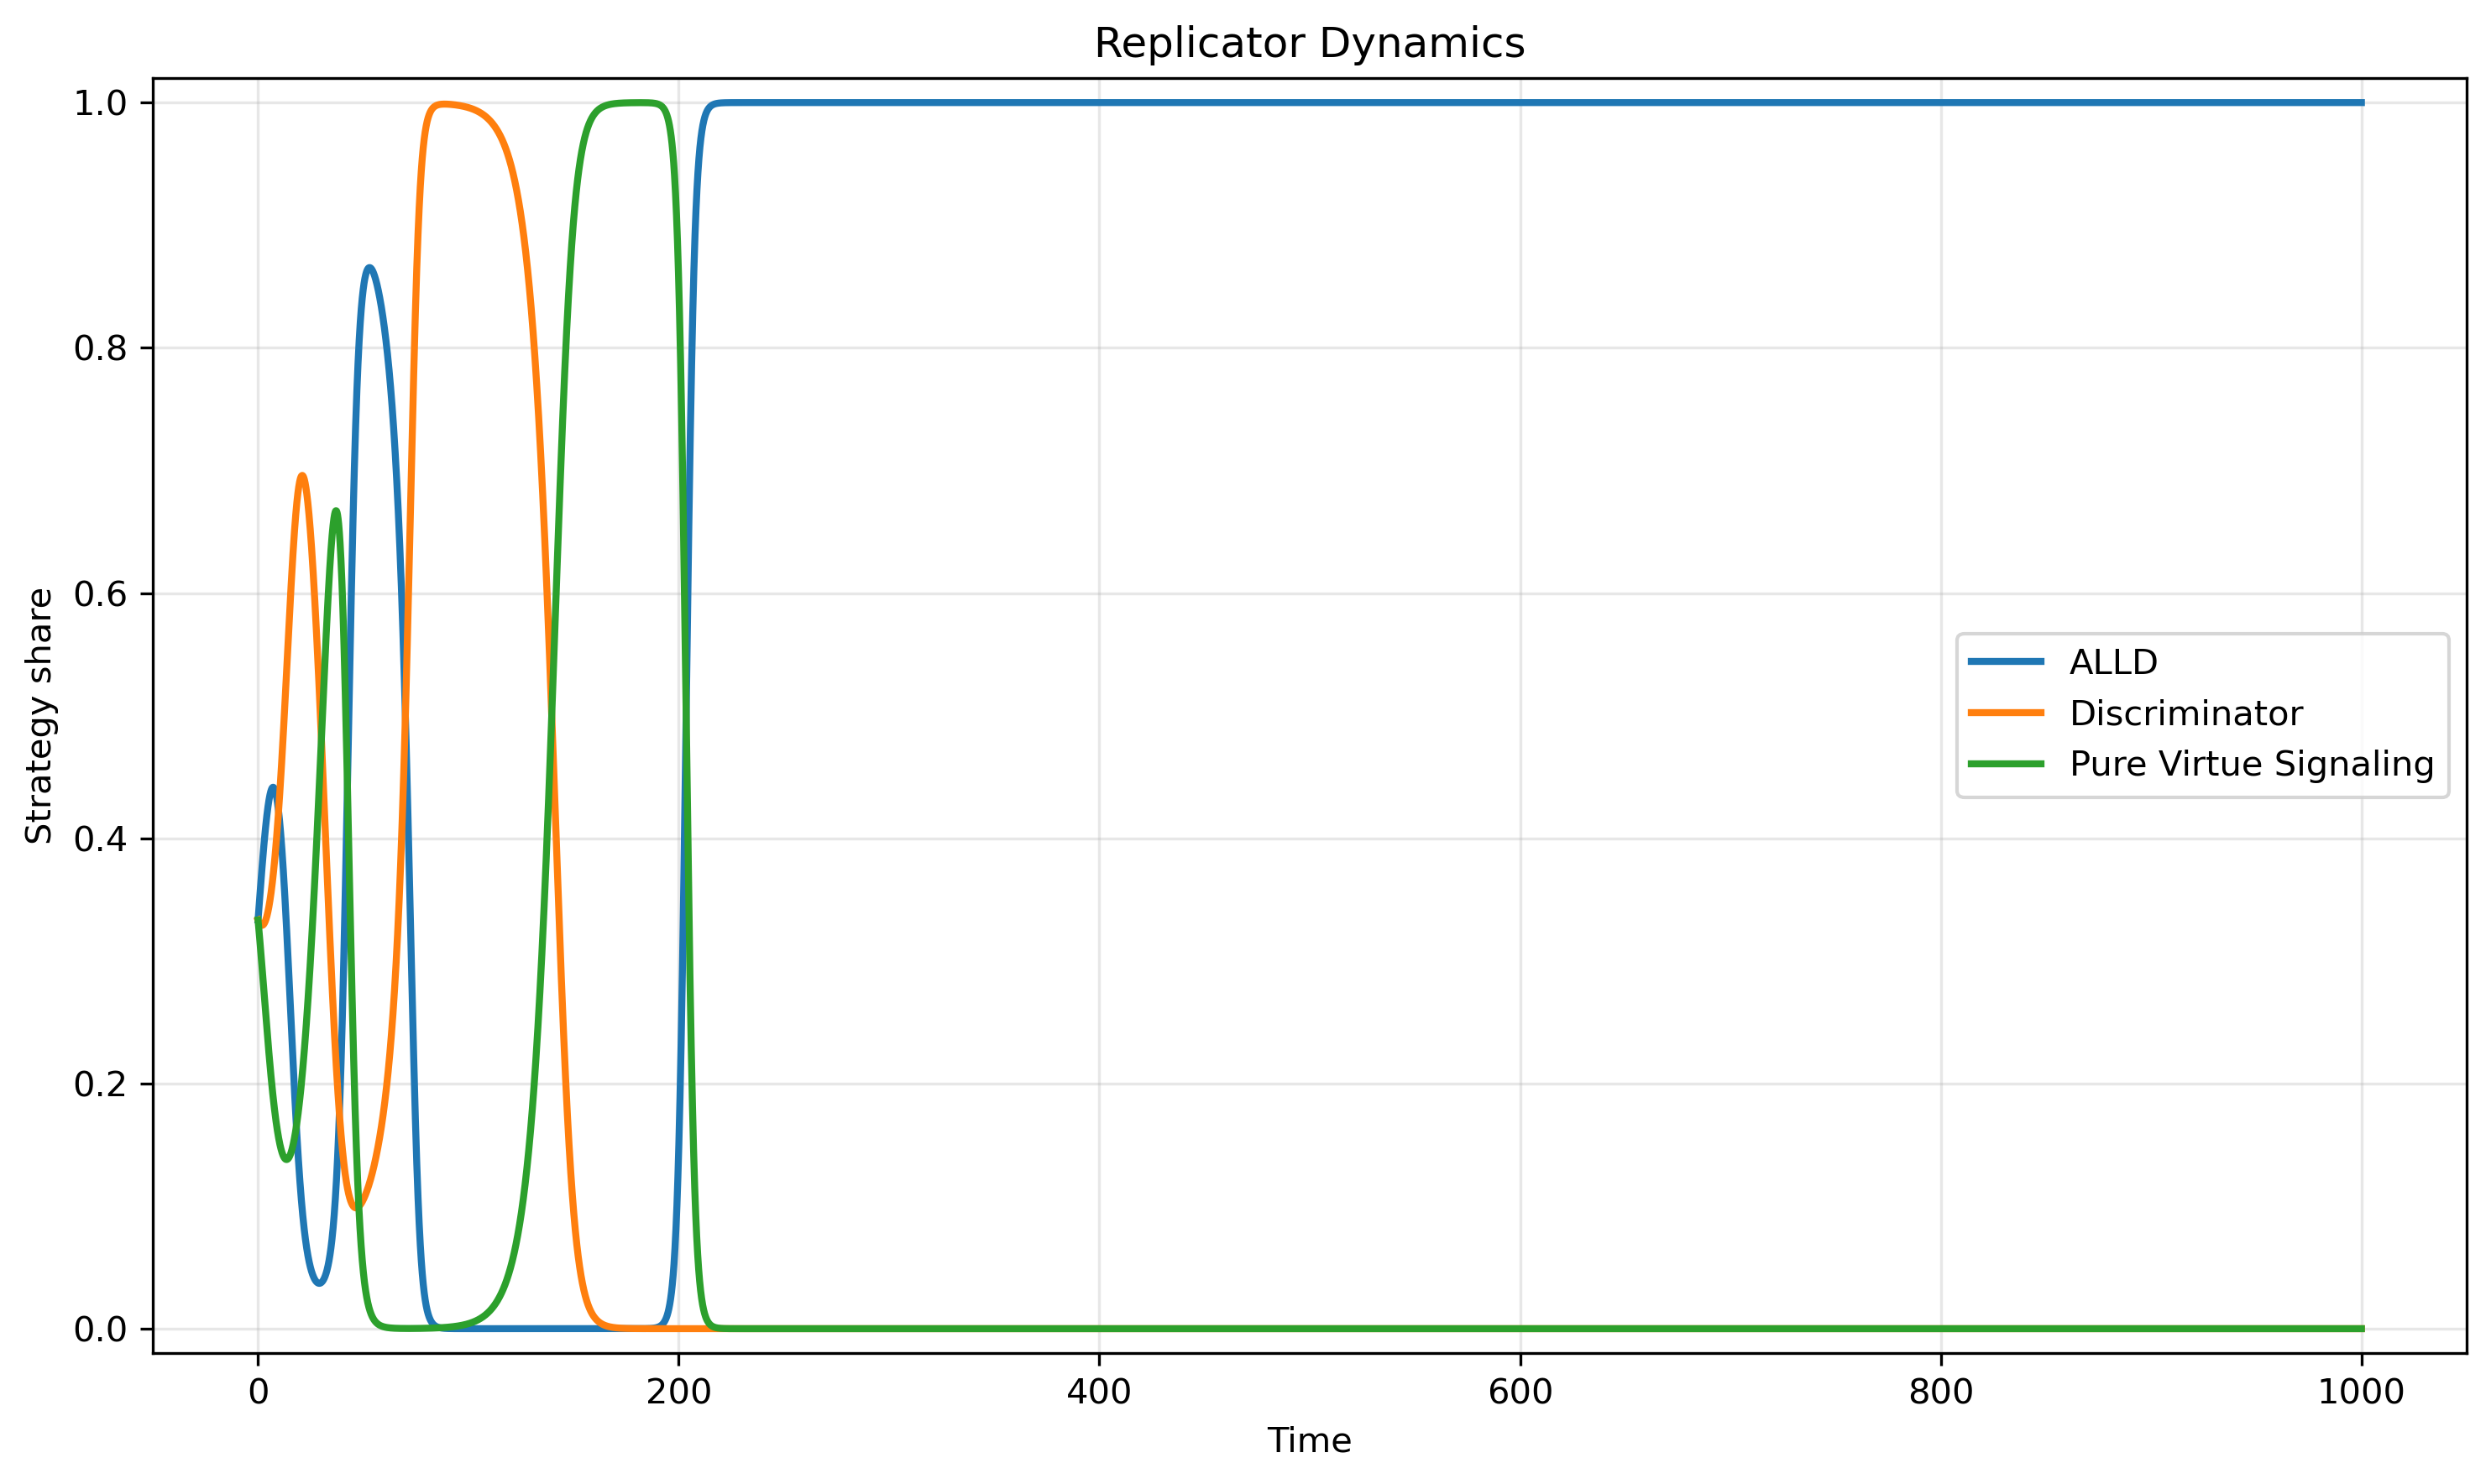 Replicator Dynamics
1.0
0.8
0.6
0.4
0.2
0.0
Strategy share
ALLD
Discriminator
Pure Virtue Signaling
0 200 400 600 800 1000
Time